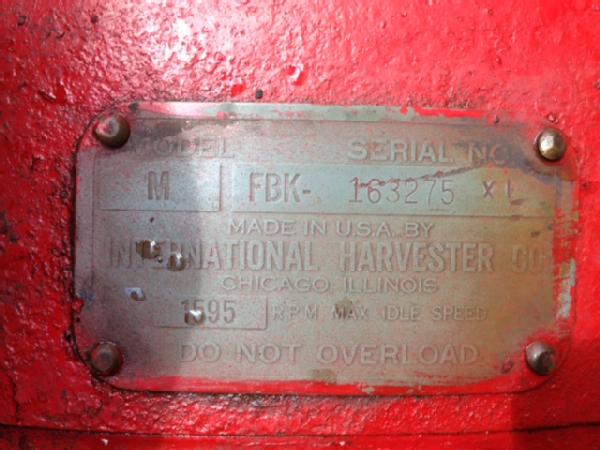 MODEL SERIAL NO.
M FBK- 163275 X1
MADE IN U.S.A. BY
INTERNATIONAL HARVESTER CO.
CHICAGO, ILLINOIS
1595 R.P.M. MAX. IDLE SPEED
DO NOT OVERLOAD